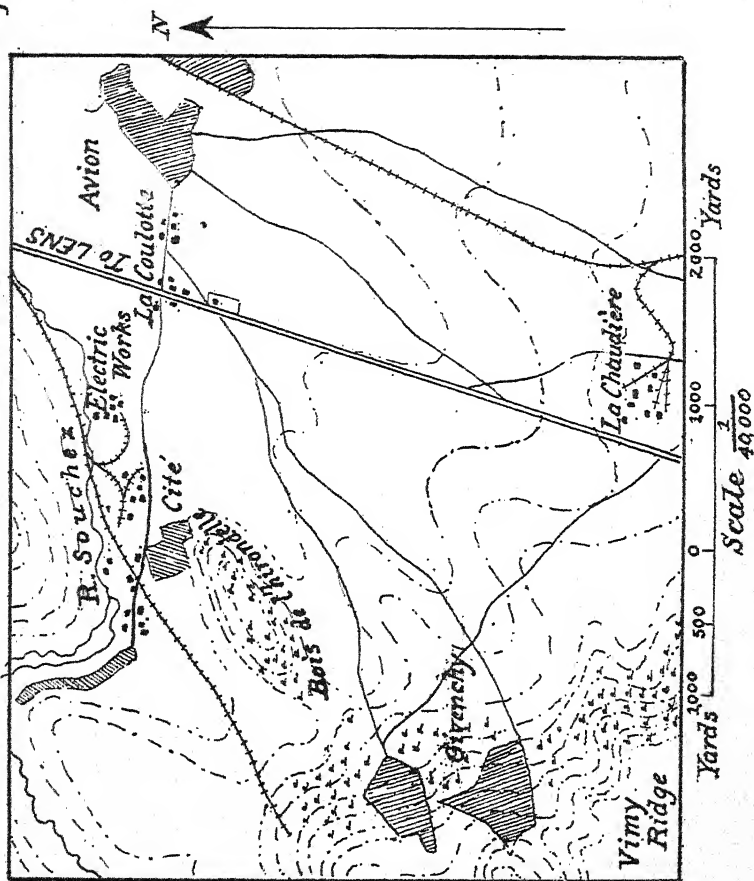 N
Avion
To LENS
La Coulotte
Electric
Works
R. Souchez
Cité
Bois de l'hirondelle
Givenchy
La Chaudière
Vimy
Ridge
1000 500 0 1000 2000
Yards Yards
Scale 1/40,000